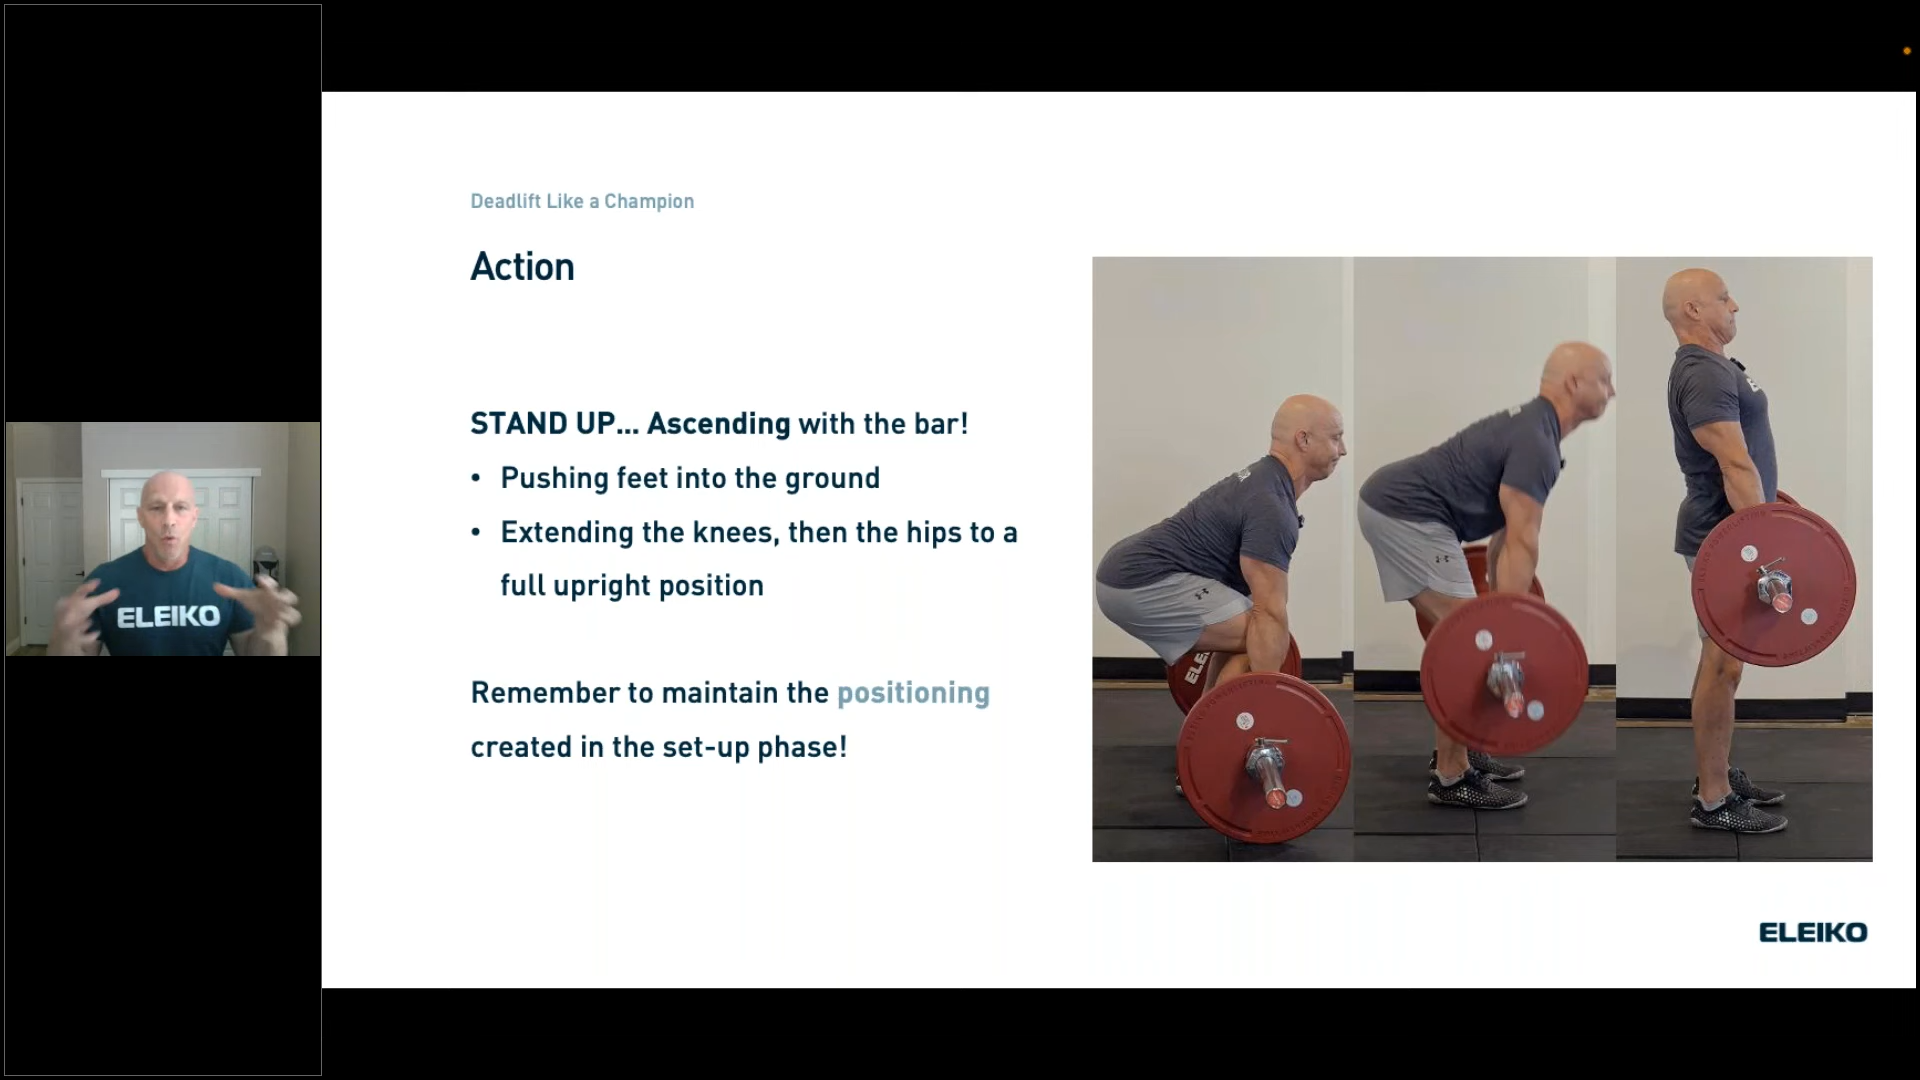 Deadlift Like a Champion
Action
STAND UP... Ascending with the bar!
• Pushing feet into the ground
• Extending the knees, then the hips to a
full upright position
Remember to maintain the positioning
created in the set-up phase!
ELEIKO
ELE
ELEIKO